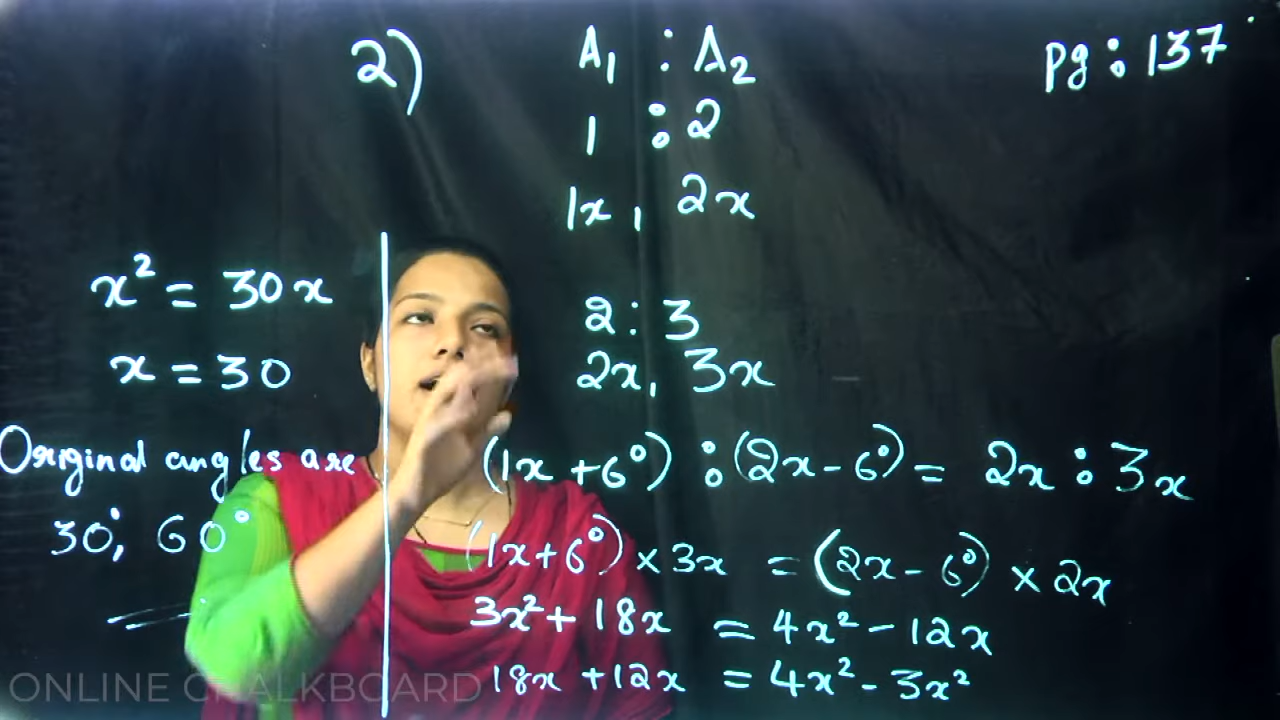 2)
A₁ : A₂
Pg : 137
1 : 2
1x, 2x
2 : 3
2x, 3x
(1x + 6°) : (2x - 6°) = 2x : 3x
(1x + 6°) × 3x = (2x - 6°) × 2x
3x² + 18x = 4x² - 12x
18x + 12x = 4x² - 3x²
x² = 30x
x = 30
Original angles are
30°, 60°
ONLINE CHALKBOARD